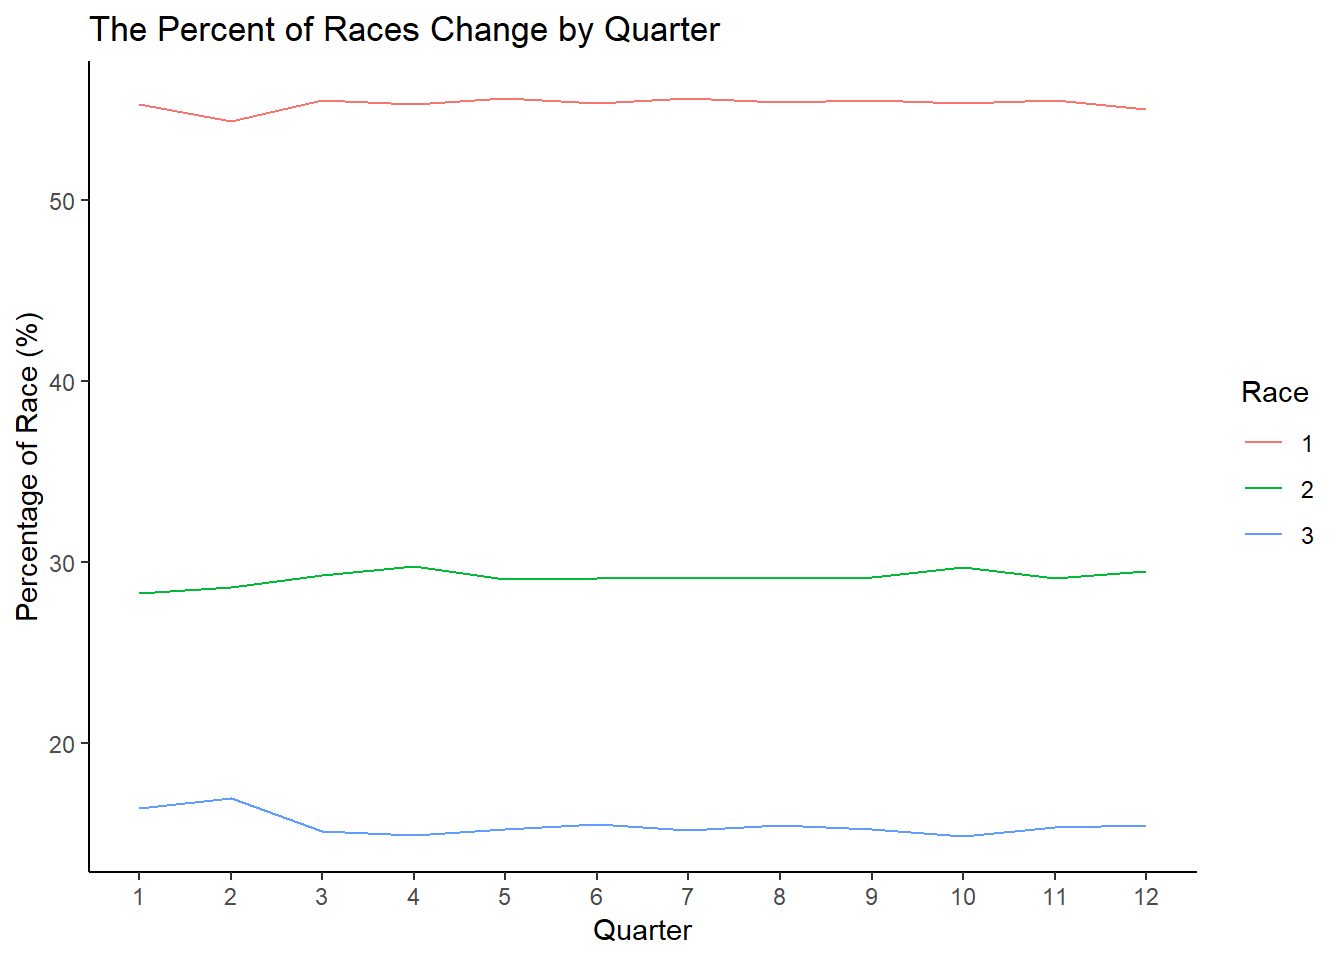 The Percent of Races Change by Quarter
Percentage of Race (%)
50
40
30
20
1 2 3 4 5 6 7 8 9 10 11 12
Quarter
Race
1
2
3